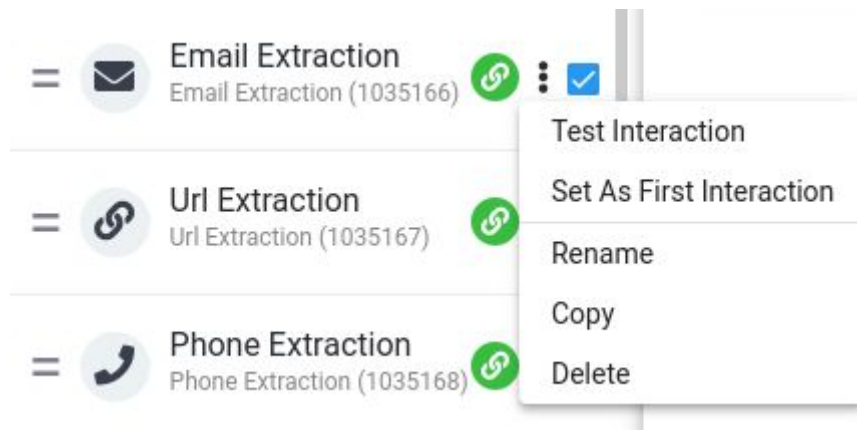 Email Extraction
Email Extraction (1035166)
Test Interaction
Set As First Interaction
Url Extraction
Url Extraction (1035167)
Rename
Copy
Phone Extraction
Phone Extraction (1035168)
Delete